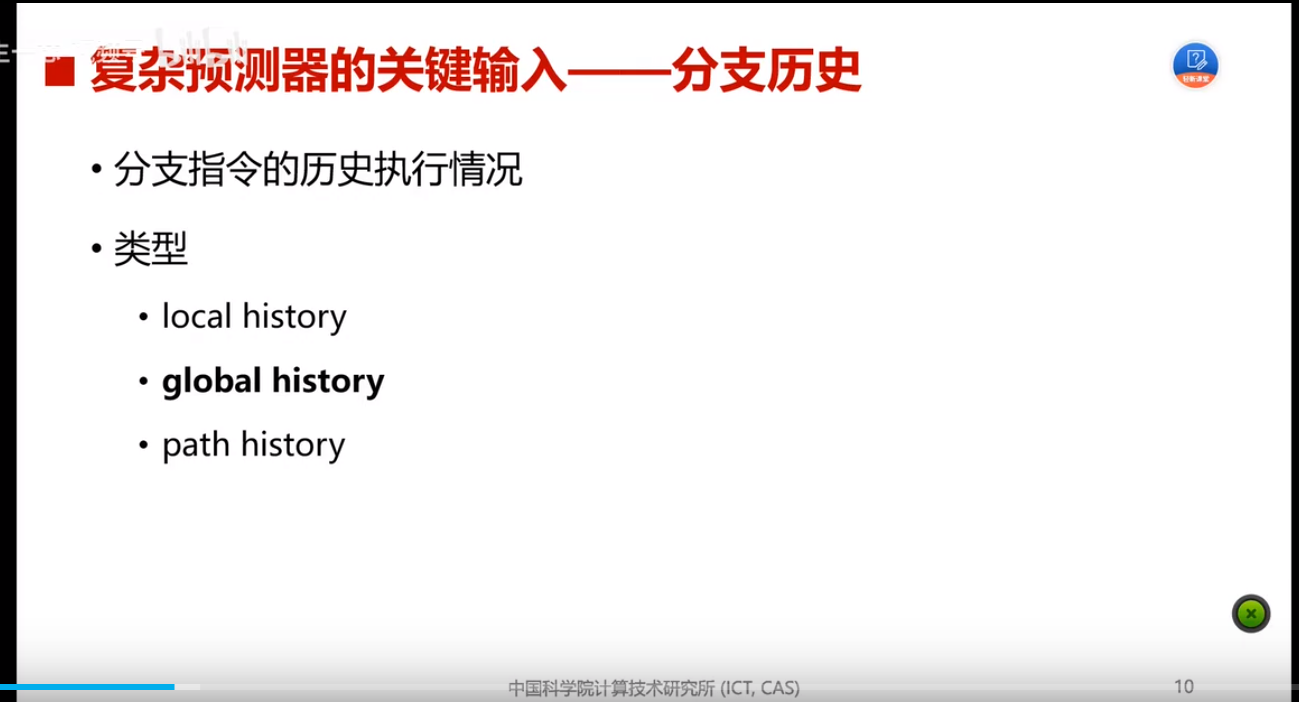 复杂预测器的关键输入——分支历史
• 分支指令的历史执行情况
• 类型
• local history
• global history
• path history
中国科学院计算技术研究所 (ICT, CAS)
10